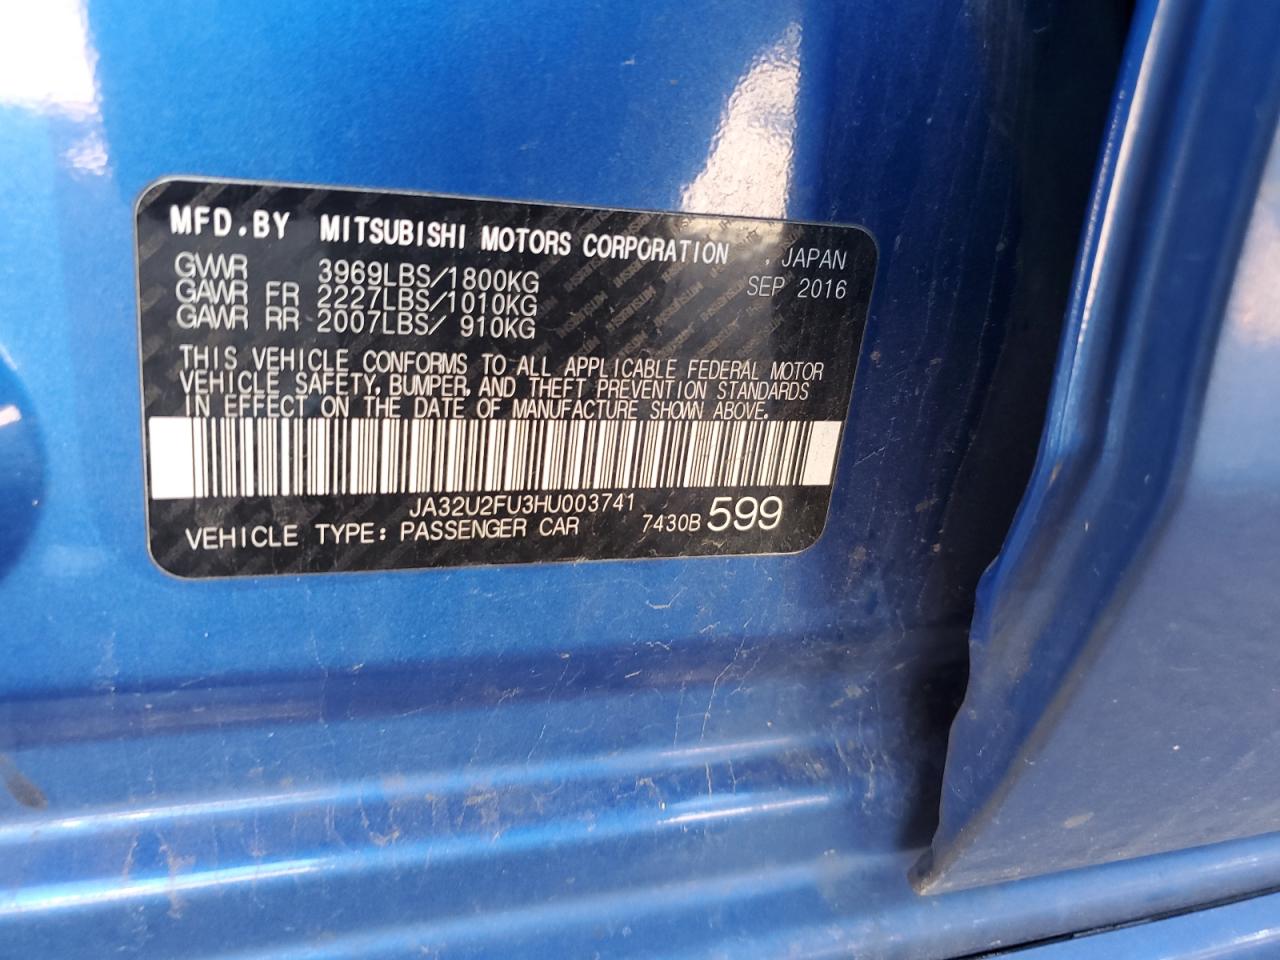 MFD.BY MITSUBISHI MOTORS CORPORATION , JAPAN
GVWR 3969LBS/1800KG SEP 2016
GAWR FR 2227LBS/1010KG
GAWR RR 2007LBS/ 910KG
THIS VEHICLE CONFORMS TO ALL APPLICABLE FEDERAL MOTOR
VEHICLE SAFETY, BUMPER, AND THEFT PREVENTION STANDARDS
IN EFFECT ON THE DATE OF MANUFACTURE SHOWN ABOVE.
JA32U2FU3HU003741
VEHICLE TYPE: PASSENGER CAR 7430B 599